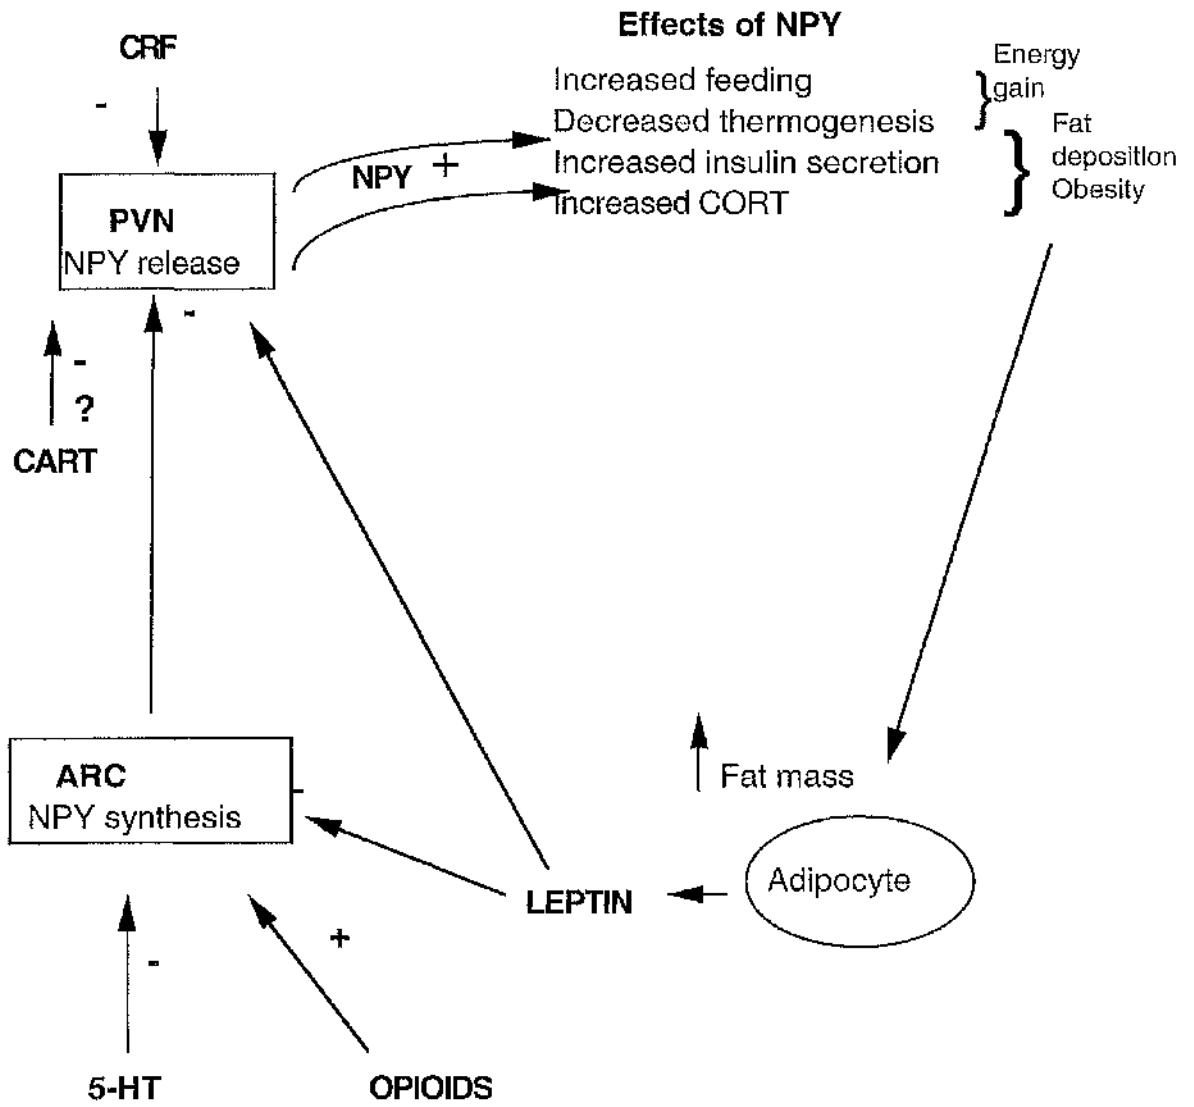 Effects of NPY
CRF
-
Increased feeding
Decreased thermogenesis
Increased insulin secretion
Increased CORT
} Energy
gain
} Fat
deposition
Obesity
NPY +
PVN
NPY release
-
-
?
CART
ARC
NPY synthesis
-
Fat mass
Adipocyte
LEPTIN
+
-
5-HT
OPIOIDS